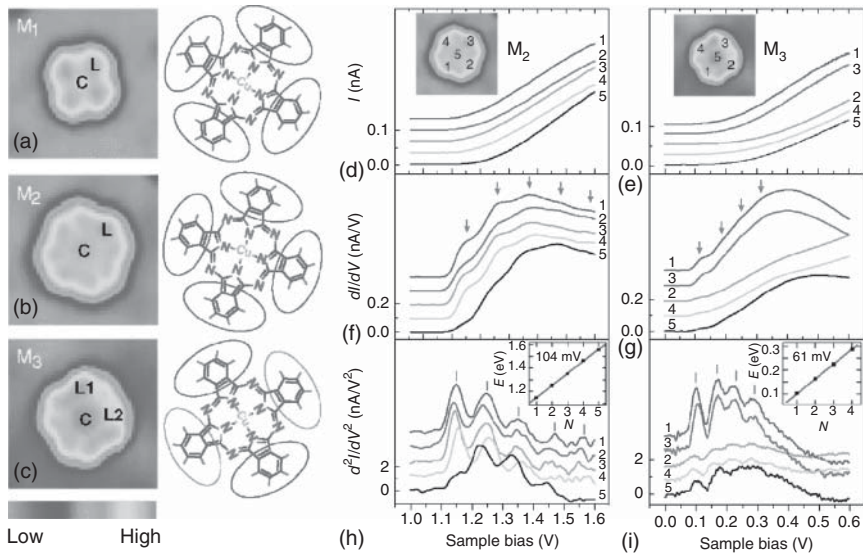 M1
L
C
(a)
M2
L
C
(b)
M3
L1
C
L2
(c)
Low
High
N N N N Cu N N N N
N N N N Cu N N N N
N N N N Cu N N N N
I (nA)
0.1
0.0
4 3
5
1 2
M2
1
2
3
4
5
(d)
0.1
0.0
4 3
5
1 2
M3
1
3
2
4
5
(e)
dI/dV (nA/V)
0.2
0.0
1
2
3
4
5
(f)
0.2
0.0
1
3
2
4
5
(g)
d²I/dV² (nA/V²)
2
0
E (eV)
1.6
1.4
1.2
104 mV
1 2 3 4 5
N
1
2
3
4
5
1.0 1.1 1.2 1.3 1.4 1.5 1.6
(h)
Sample bias (V)
2
0
E (eV)
0.3
0.2
0.1
61 mV
0 1 2 3 4
N
1
3
2
4
5
0.0 0.1 0.2 0.3 0.4 0.5 0.6
(i)
Sample bias (V)